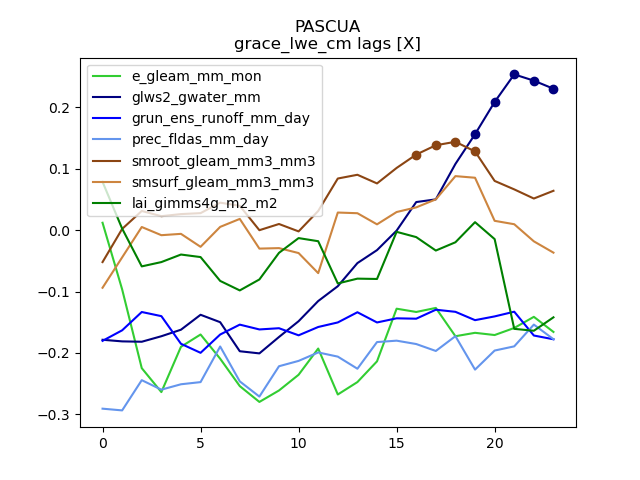 PASCUA
grace_lwe_cm lags [X]
e_gleam_mm_mon
glws2_gwater_mm
grun_ens_runoff_mm_day
prec_fldas_mm_day
smroot_gleam_mm3_mm3
smsurf_gleam_mm3_mm3
lai_gimms4g_m2_m2
0.2
0.1
0.0
−0.1
−0.2
−0.3
0 5 10 15 20